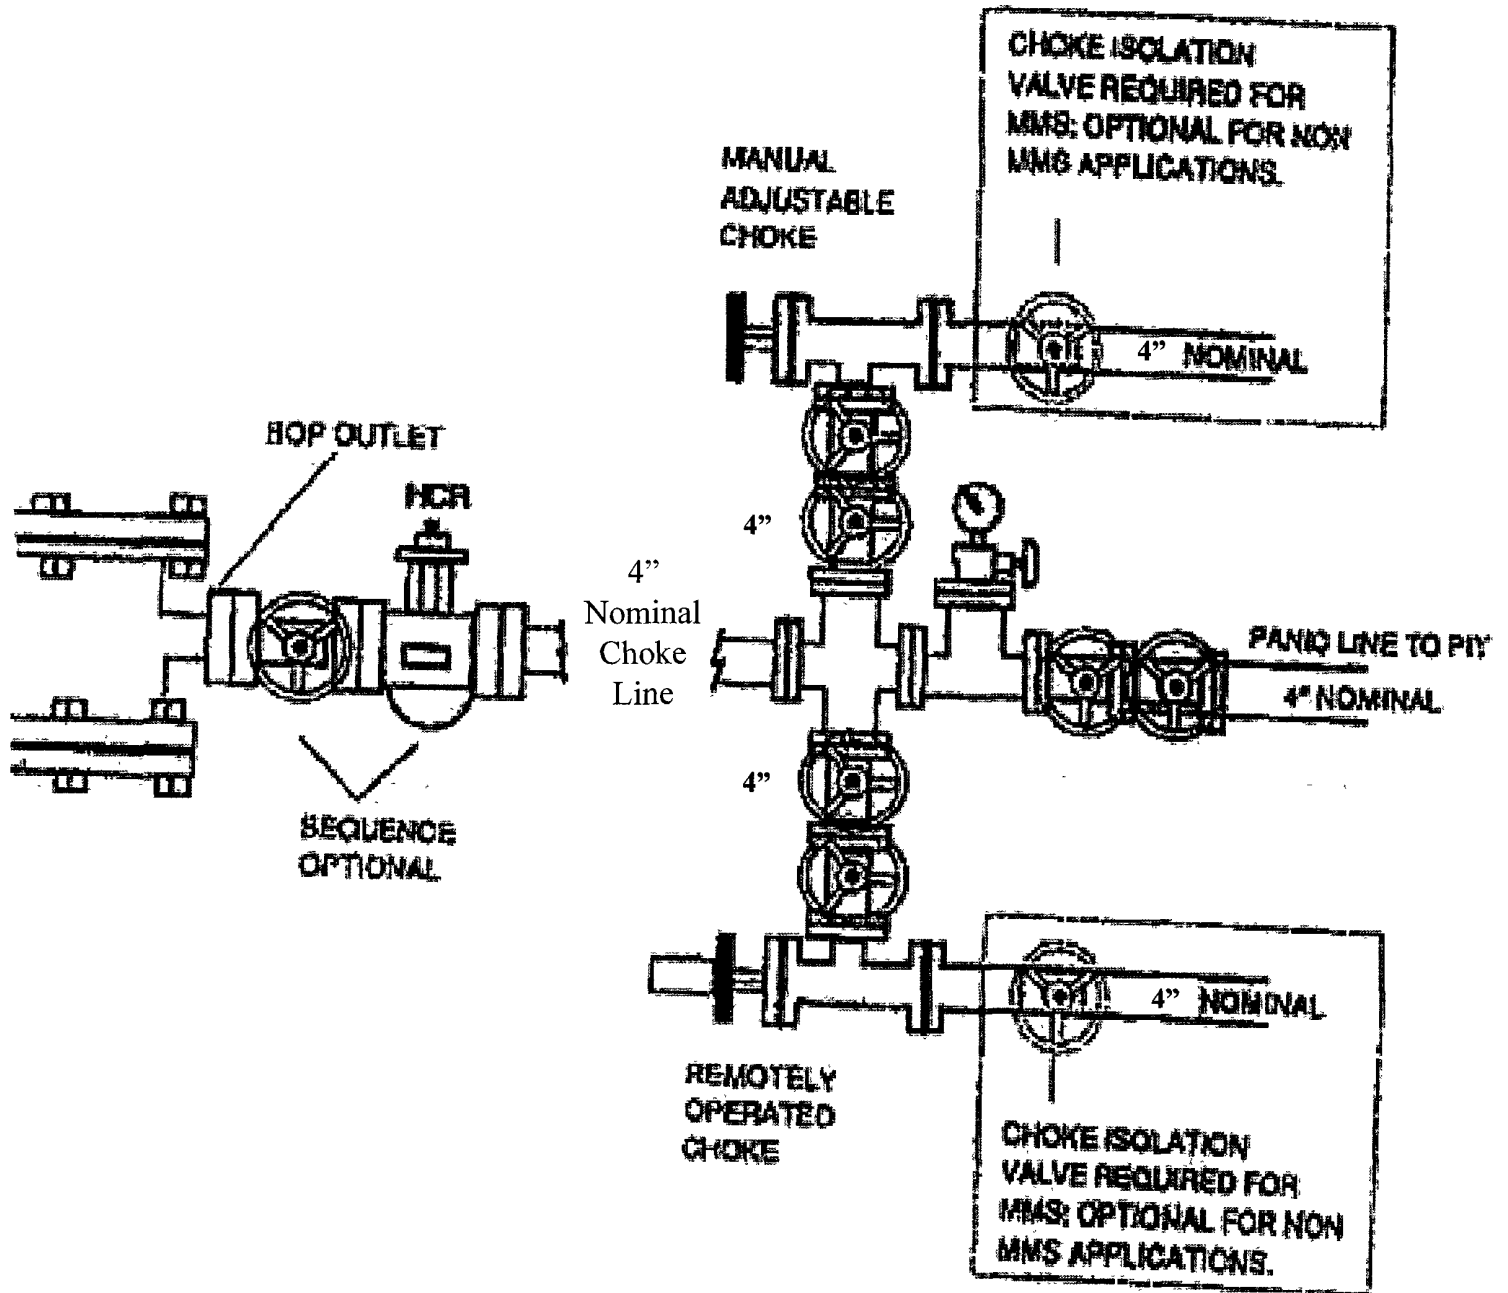 CHOKE ISOLATION
VALVE REQUIRED FOR
MMS; OPTIONAL FOR NON
MMS APPLICATIONS.
MANUAL
ADJUSTABLE
CHOKE
4” NOMINAL
BOP OUTLET
HCR
4”
4”
Nominal
Choke
Line
PANIC LINE TO PIT
4" NOMINAL
4”
SEQUENCE
OPTIONAL
4” NOMINAL
REMOTELY
OPERATED
CHOKE
CHOKE ISOLATION
VALVE REQUIRED FOR
MMS; OPTIONAL FOR NON
MMS APPLICATIONS.